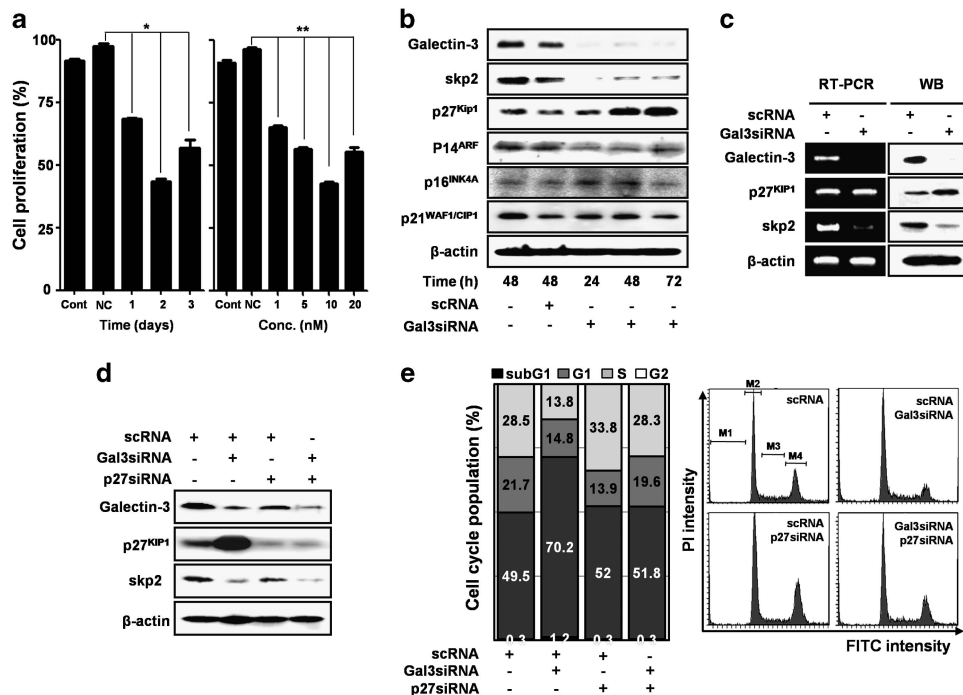 a
Cell proliferation (%)
100
75
50
25
0
*
**
Cont NC 1 2 3
Time (days)
Cont NC 1 5 10 20
Conc. (nM)
b
Galectin-3
skp2
p27Kip1
P14ARF
p16INK4A
p21WAF1/CIP1
β-actin
Time (h) 48 48 24 48 72
scRNA - + - - -
Gal3siRNA - - + + +
c
RT-PCR WB
scRNA + - + -
Gal3siRNA - + - +
Galectin-3
p27KIP1
skp2
β-actin
d
scRNA + + + -
Gal3siRNA - + - +
p27siRNA - - + +
Galectin-3
p27KIP1
skp2
β-actin
e
subG1 G1 S G2
Cell cycle population (%)
28.5 13.8 33.8 28.3
21.7 14.8 13.9 19.6
49.5 70.2 52 51.8
0.3 1.2 0.3 0.3
scRNA + + + -
Gal3siRNA - + - +
p27siRNA - - + +
PI intensity
M1 M2 M3 M4
scRNA
scRNA
Gal3siRNA
scRNA
p27siRNA
Gal3siRNA
p27siRNA
FITC intensity